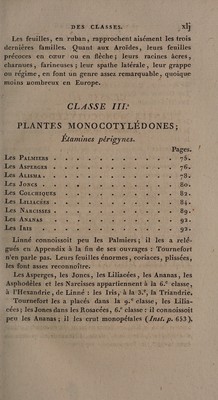 DES CLASSES. xlj
Les feuilles, en ruban, rapprochent aisément les trois
dernières familles. Quant aux Aroïdes, leurs feuilles
précoces en cœur ou en flèche ; leurs racines âcres,
charnues, farineuses ; leur spathe latérale, leur grappe
ou régime, en font un genre assez remarquable, quoique
moins nombreux en Europe.
CLASSE III.e
PLANTES MONOCOTYLÉDONES ;
Étamines périgynes.
Pages.
Les Palmiers . . . . . . . . . . . . 75.
Les Asperges . . . . . . . . . . . . 76.
Les Alisma . . . . . . . . . . . . . 78.
Les Joncs . . . . . . . . . . . . . 80.
Les Colchiques . . . . . . . . . . . 82.
Les Liliacées . . . . . . . . . . . 84.
Les Narcises . . . . . . . . . . . . 89.
Les Ananas . . . . . . . . . . . . . 92.
Les Iris . . . . . . . . . . . . . . 92.
Linné connoissoit peu les Palmiers ; il les a relé-
gués en Appendix à la fin de ses ouvrages : Tournefort
n'en parle pas. Leurs feuilles énormes, coriaces, plissées,
les font assez reconnoître.
Les Asperges, les Joncs, les Liliacées, les Ananas, les
Asphodèles et les Narcisses appartiennent à la 6.e classe,
à l'Hexandrie, de Linné : les Iris, à la 3.e, la Triandrie.
Tournefort les a placés dans la 9.e classe, les Lilia-
cées ; les Joncs dans les Rosacées, 6.e classe : il connoissoit
peu les Ananas ; il les crut monopétales (Inst. p. 653).